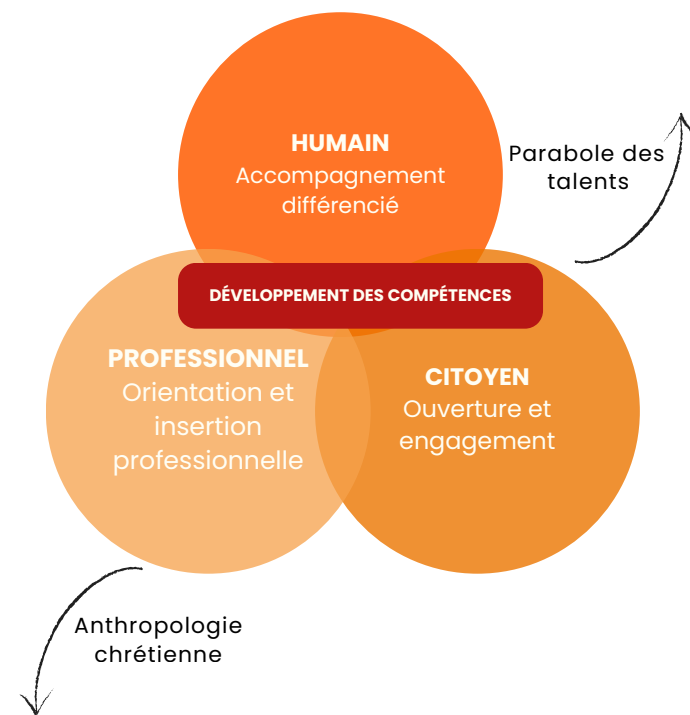 HUMAIN
Accompagnement
différencié
Parabole des
talents
DÉVELOPPEMENT DES COMPÉTENCES
PROFESSIONNEL
Orientation et
insertion
professionnelle
CITOYEN
Ouverture et
engagement
Anthropologie
chrétienne